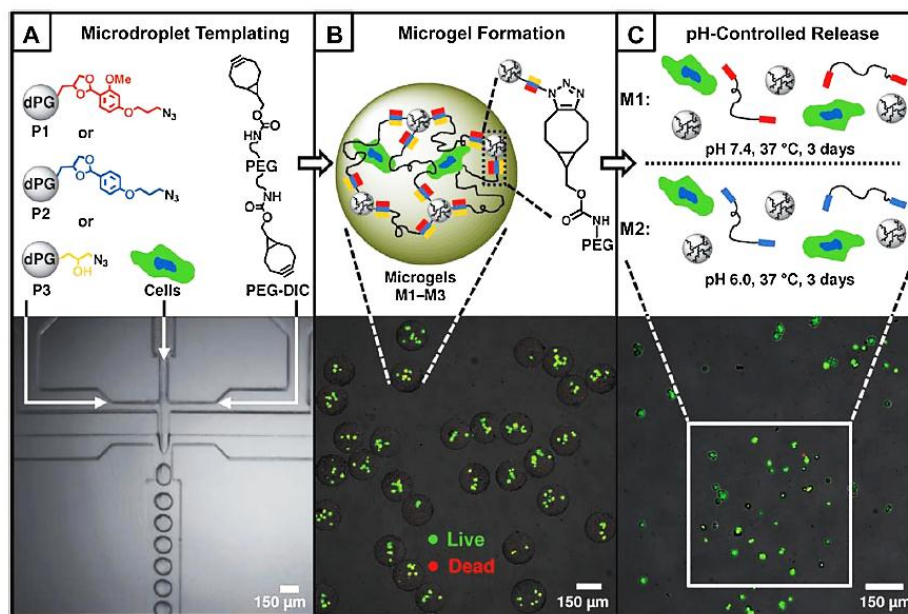 A Microdroplet Templating
OMe
dPG
N₃
P1
or
dPG
N₃
P2
or
dPG
N₃
OH
P3
Cells
PEG-DIC
PEG
150 µm
B Microgel Formation
N=N
N
Microgels
M1–M3
O
NH
PEG
Live
Dead
150 µm
C pH-Controlled Release
M1:
pH 7.4, 37 °C, 3 days
M2:
pH 6.0, 37 °C, 3 days
150 µm